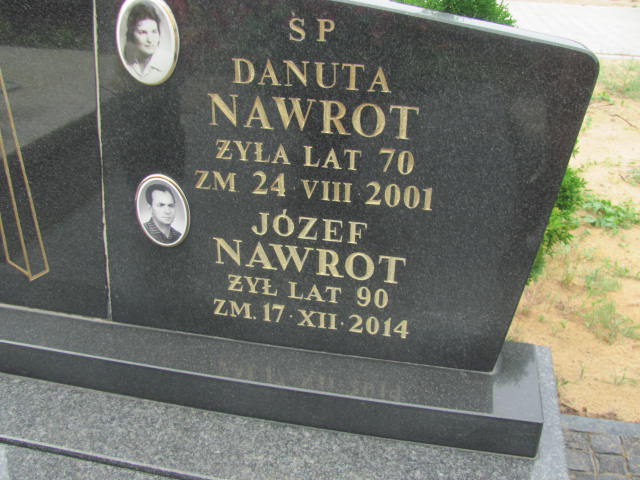 ŚP
DANUTA
NAWROT
ŻYŁA LAT 70
ZM 24 VIII 2001
JÓZEF
NAWROT
ŻYŁ LAT 90
ZM. 17·XII·2014